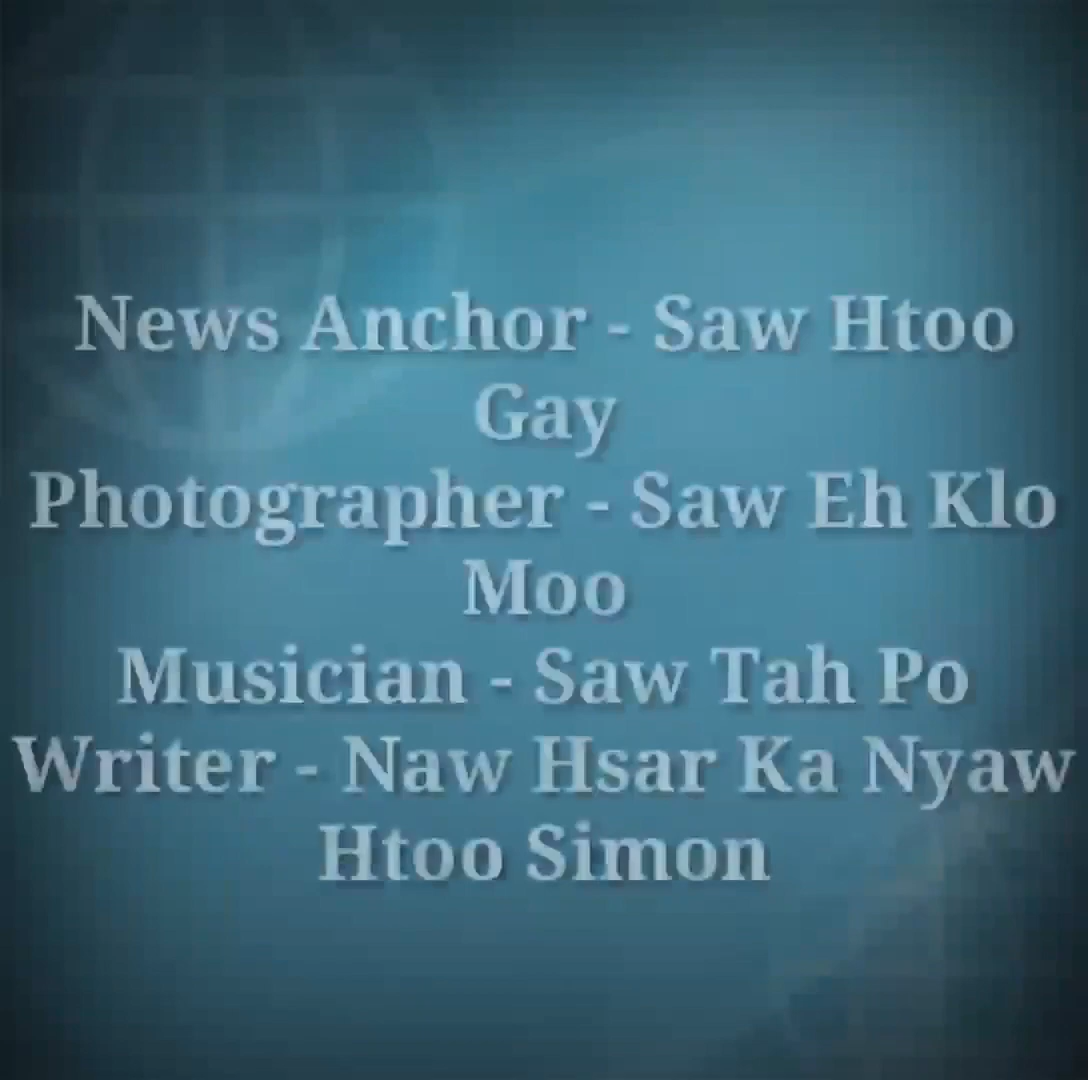 News Anchor - Saw Htoo
Gay
Photographer - Saw Eh Klo
Moo
Musician - Saw Tah Po
Writer - Naw Hsar Ka Nyaw
Htoo Simon